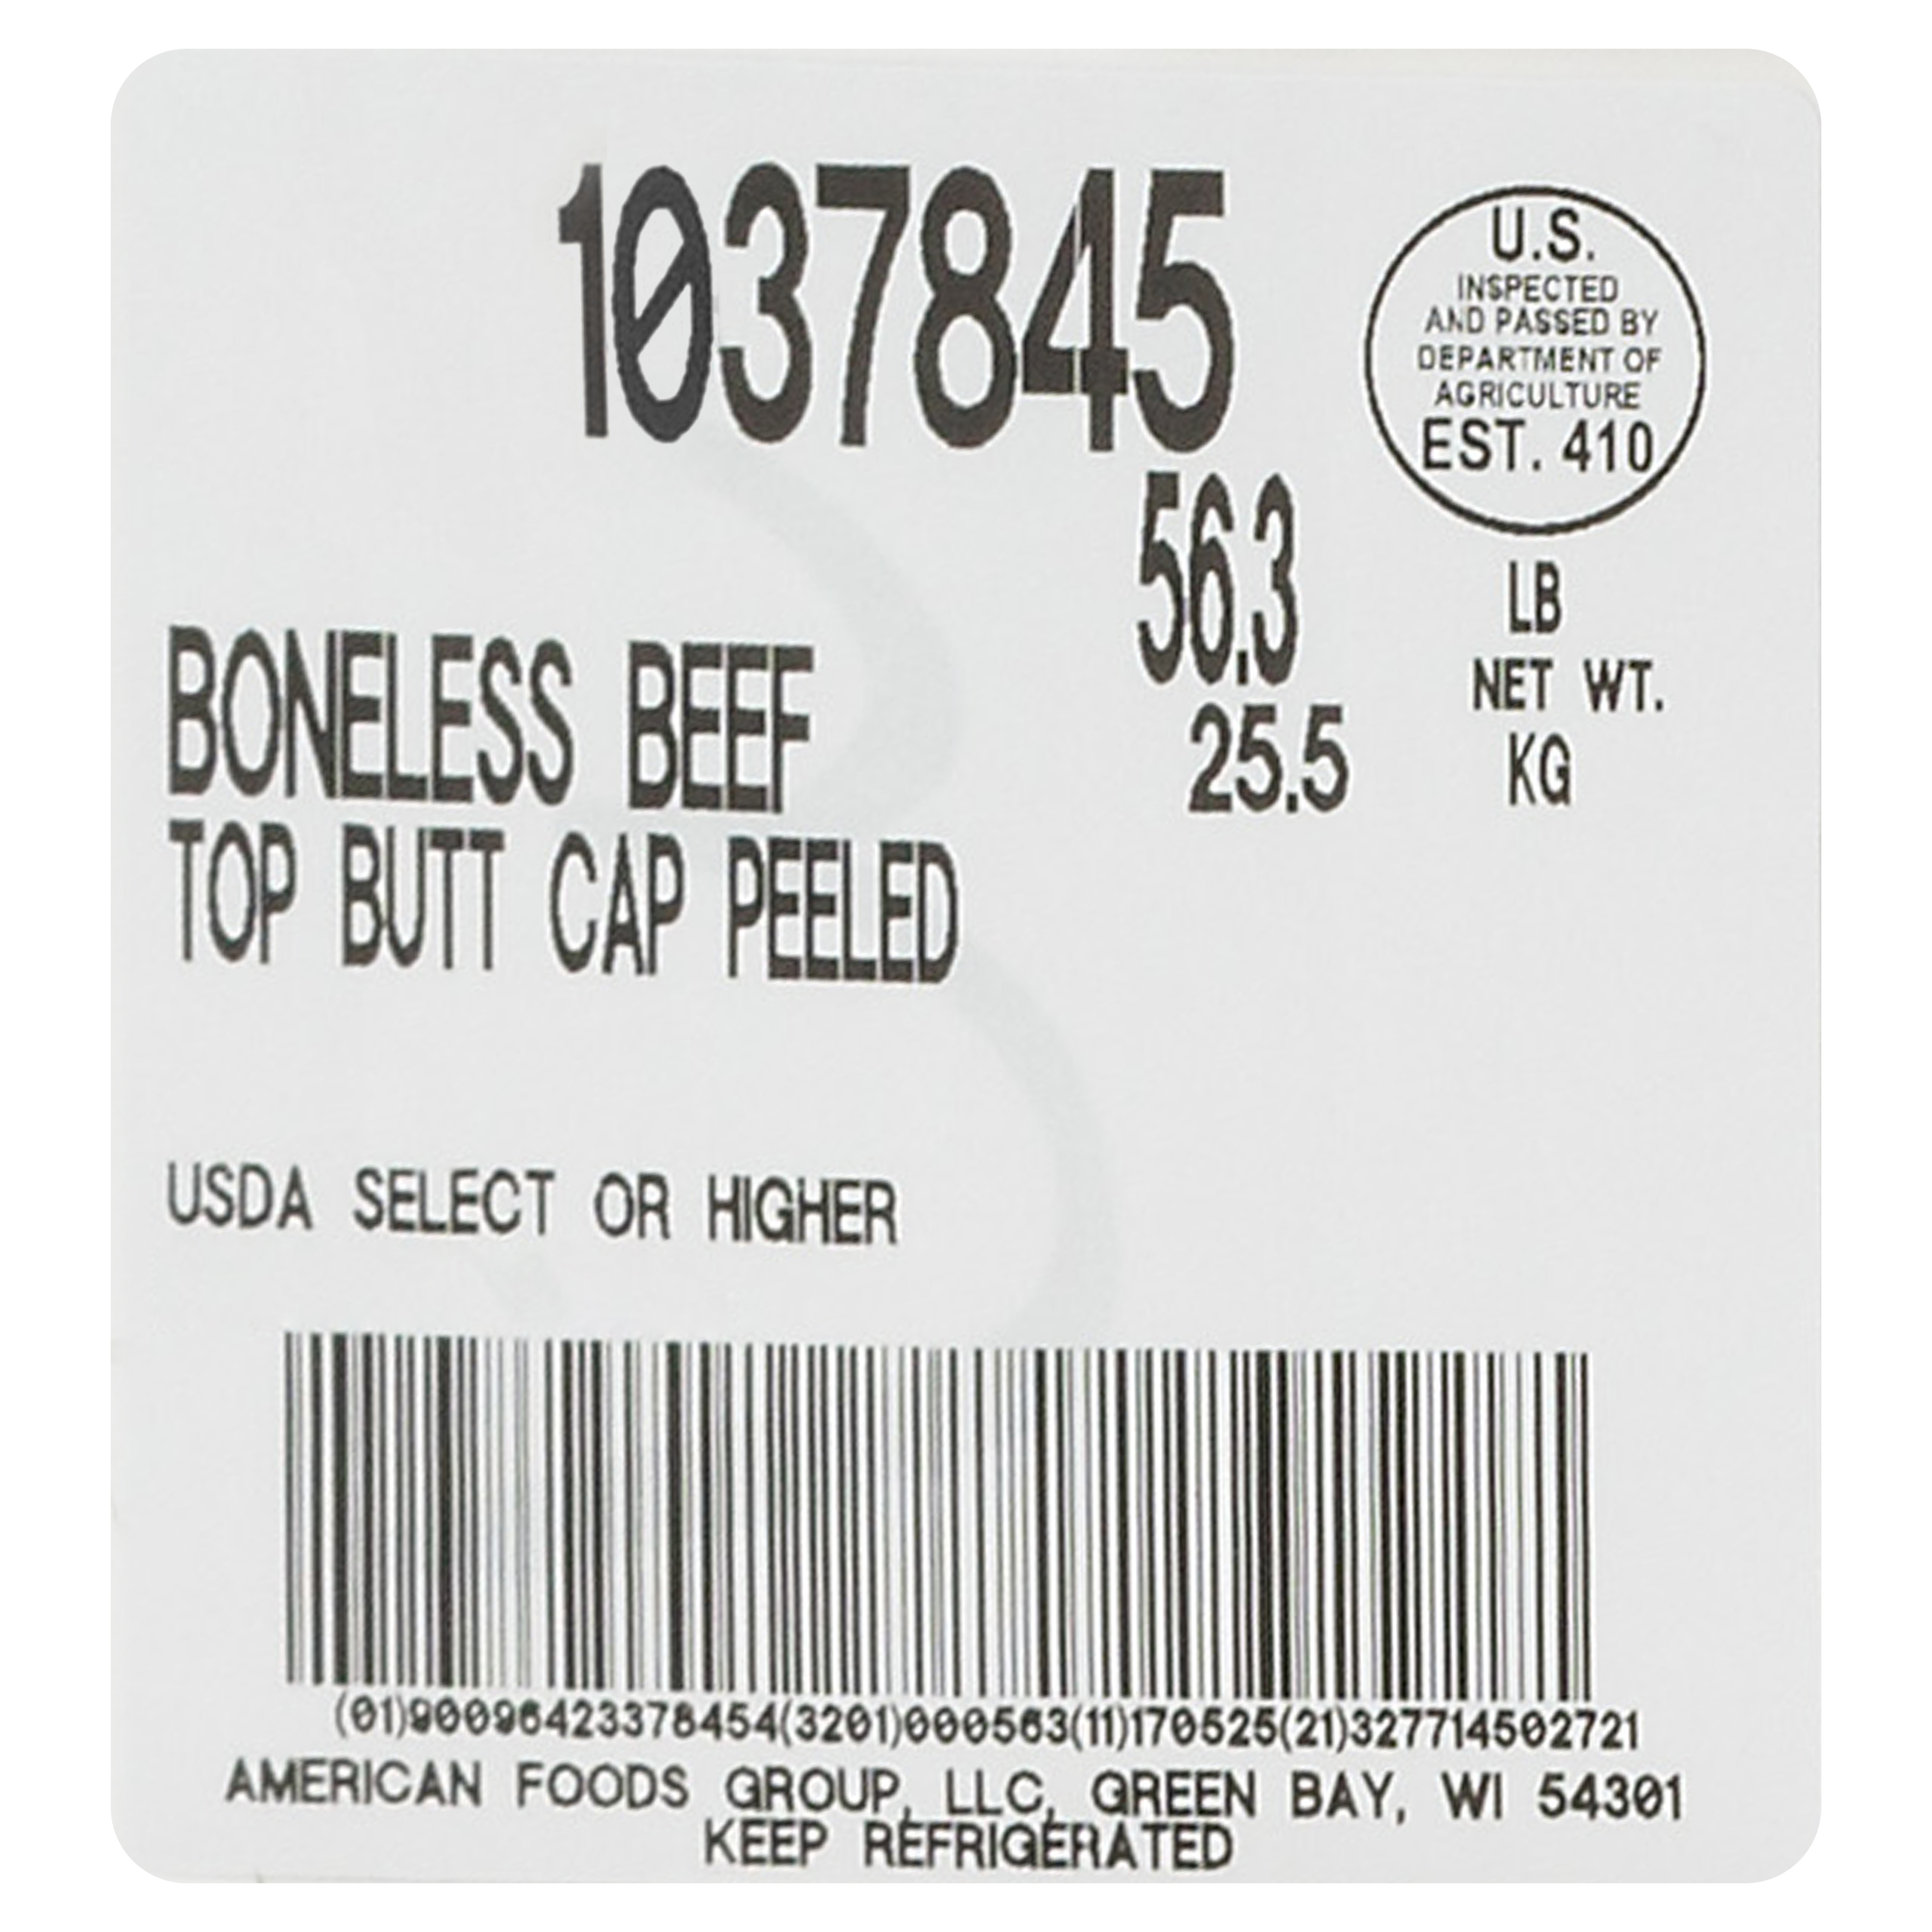 1037845
U.S.
INSPECTED
AND PASSED BY
DEPARTMENT OF
AGRICULTURE
EST. 410
56.3 LB
NET WT.
25.5 KG
BONELESS BEEF
TOP BUTT CAP PEELED
USDA SELECT OR HIGHER
(01)90096423378454(3201)000563(11)170525(21)327714502721
AMERICAN FOODS GROUP, LLC, GREEN BAY, WI 54301
KEEP REFRIGERATED